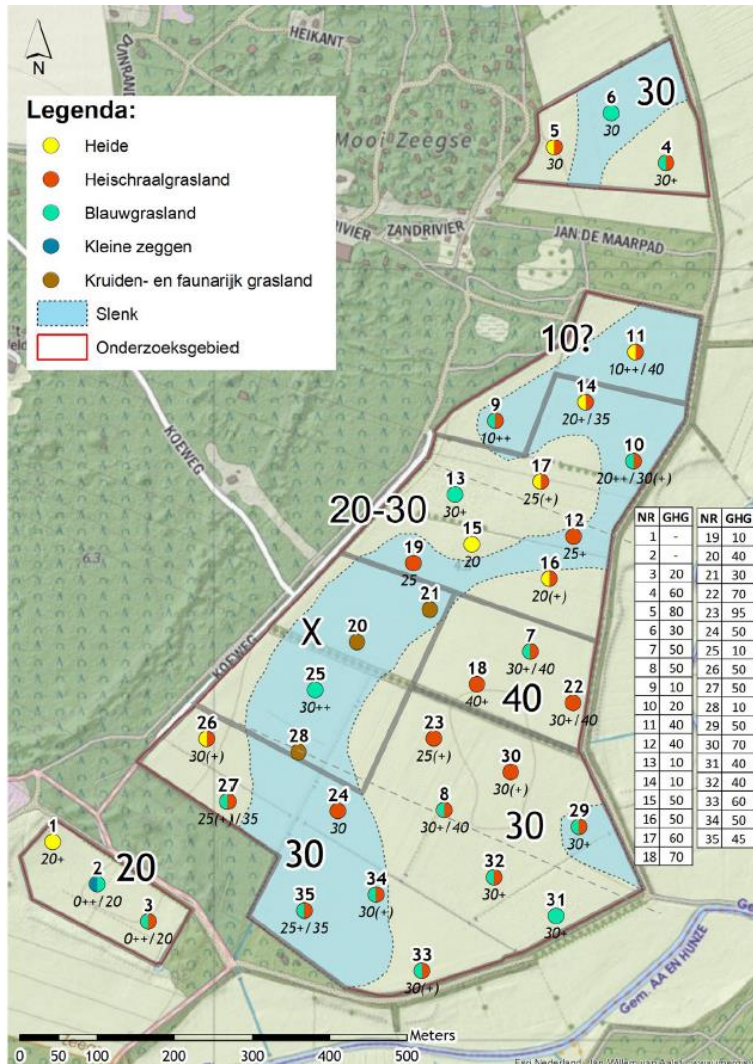 HEIKANT
DUINRAND
N
Legenda:
Heide
Heischraalgrasland
Blauwgrasland
Kleine zeggen
Kruiden- en faunarijk grasland
Slenk
Onderzoeksgebied
Mooi Zeegse
ZANDRIVIER
JAN DE MAARPAD
6
30
30
5
30
4
30+
10?
11
10++/40
14
20+/35
9
10++
10
20++/30(+)
KOEWEG
17
25(+)
13
30+
20-30
15
20
12
25+
19
25
16
20(+)
6.3
21
KOEWEG
X
20
7
30+/40
25
30++
18
40+
40
22
30+/40
26
30(+)
28
23
25(+)
30
30(+)
27
25(+)/35
24
30
8
30+/40
30
29
30+
1
20+
2
0++/20
20
3
0++/20
30
34
30(+)
35
25+/35
32
30+
31
30+
33
30(+)
NR GHG NR GHG
1 - 19 10
2 - 20 40
3 20 21 30
4 60 22 70
5 80 23 95
6 30 24 50
7 50 25 10
8 50 26 50
9 10 27 50
10 20 28 10
11 40 29 50
12 40 30 70
13 10 31 40
14 10 32 40
15 50 33 60
16 50 34 50
17 60 35 45
18 70
Gem. AA EN HUNZE
Meters
0 50 100 200 300 400 500
Esri Nederland, Jan-Willem van Aalst